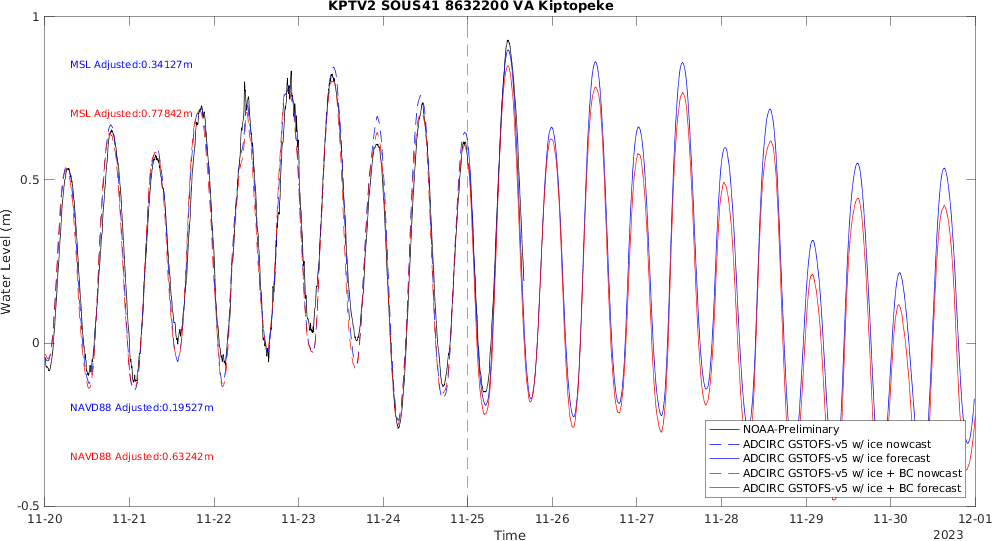 KPTV2 SOUS41 8632200 VA Kiptopeke
1
0.5
0
-0.5
Water Level (m)
MSL Adjusted:0.34127m
MSL Adjusted:0.77842m
NAVD88 Adjusted:0.19527m
NAVD88 Adjusted:0.63242m
NOAA-Preliminary
ADCIRC GSTOFS-v5 w/ ice nowcast
ADCIRC GSTOFS-v5 w/ ice forecast
ADCIRC GSTOFS-v5 w/ ice + BC nowcast
ADCIRC GSTOFS-v5 w/ ice + BC forecast
11-20 11-21 11-22 11-23 11-24 11-25 11-26 11-27 11-28 11-29 11-30 12-01
Time
2023